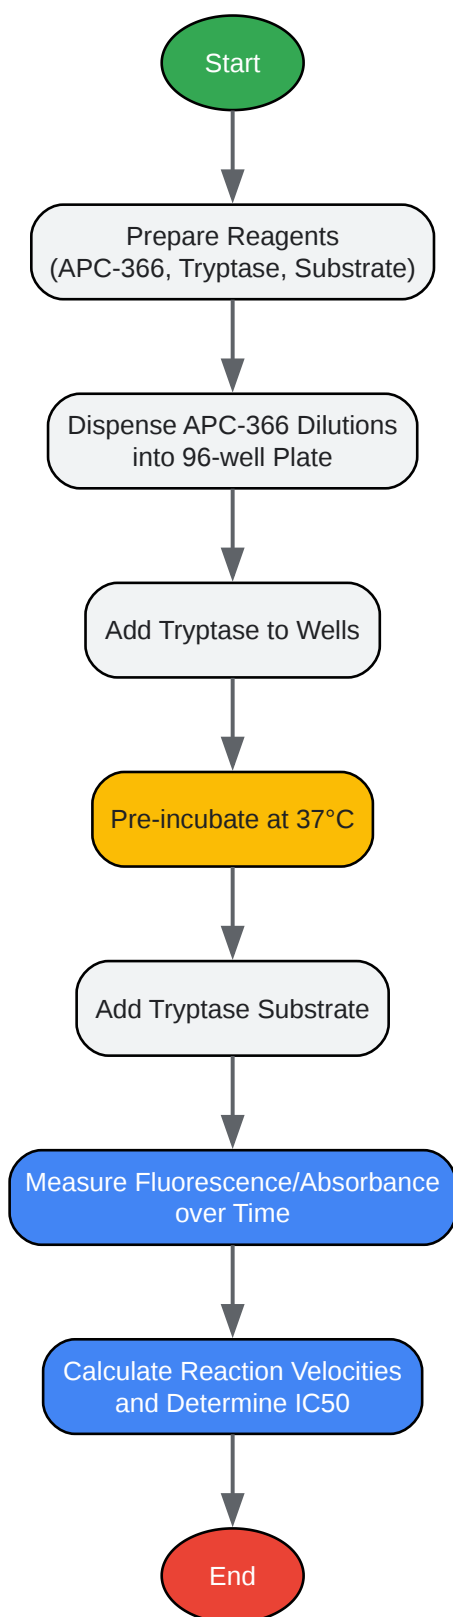 Start
Prepare Reagents
(APC-366, Tryptase, Substrate)
Dispense APC-366 Dilutions
into 96-well Plate
Add Tryptase to Wells
Pre-incubate at 37°C
Add Tryptase Substrate
Measure Fluorescence/Absorbance
over Time
Calculate Reaction Velocities
and Determine IC50
End